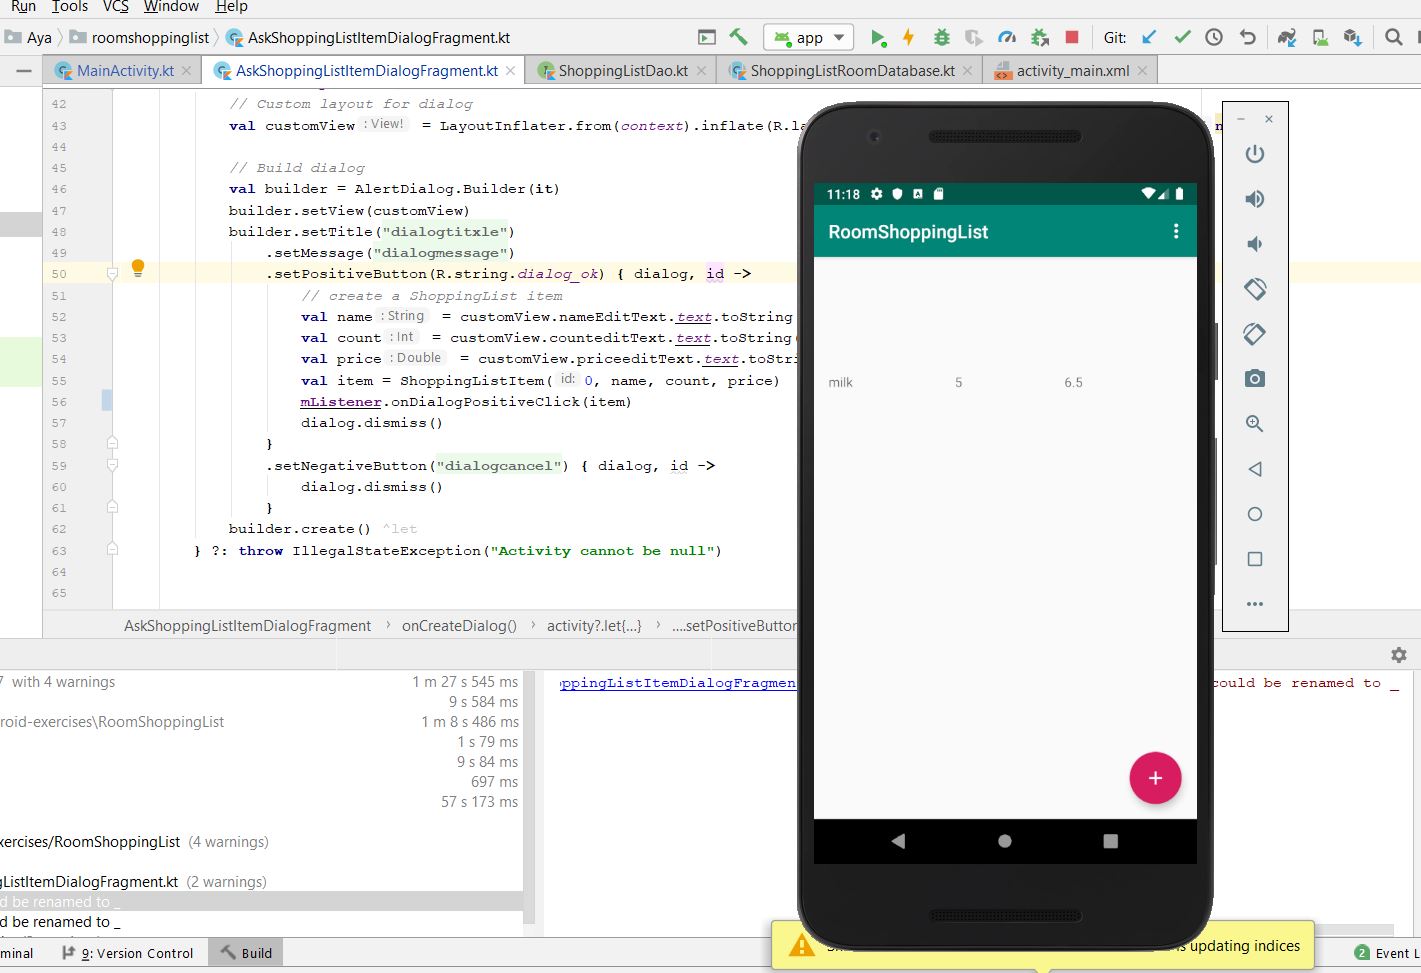 Run Tools VCS Window Help
Aya roomshoppinglist AskShoppingListItemDialogFragment.kt app Git:
MainActivity.kt AskShoppingListItemDialogFragment.kt ShoppingListDao.kt ShoppingListRoomDatabase.kt activity_main.xml
42 // Custom layout for dialog
43 val customView : View! = LayoutInflater.from(context).inflate(R.la
44
45 // Build dialog
46 val builder = AlertDialog.Builder(it)
47 builder.setView(customView)
48 builder.setTitle("dialogtitxle")
49 .setMessage("dialogmessage")
50 .setPositiveButton(R.string.dialog_ok) { dialog, id ->
51 // create a ShoppingList item
52 val name : String = customView.nameEditText.text.toString
53 val count : Int = customView.counteditText.text.toString(
54 val price : Double = customView.priceeditText.text.toStri
55 val item = ShoppingListItem( id: 0, name, count, price)
56 mListener.onDialogPositiveClick(item)
57 dialog.dismiss()
58 }
59 .setNegativeButton("dialogcancel") { dialog, id ->
60 dialog.dismiss()
61 }
62 builder.create() ^let
63 } ?: throw IllegalStateException("Activity cannot be null")
64
65
AskShoppingListItemDialogFragment › onCreateDialog() › activity?.let{...} › ....setPositiveButton
11:18
RoomShoppingList
milk 5 6.5
+
7 with 4 warnings 1 m 27 s 545 ms
9 s 584 ms
roid-exercises\RoomShoppingList 1 m 8 s 486 ms
1 s 79 ms
9 s 84 ms
697 ms
57 s 173 ms
xercises/RoomShoppingList (4 warnings)
gListItemDialogFragment.kt (2 warnings)
d be renamed to _
d be renamed to _
oppingListItemDialogFragmen could be renamed to _
s updating indices
minal 9: Version Control Build 2 Event L